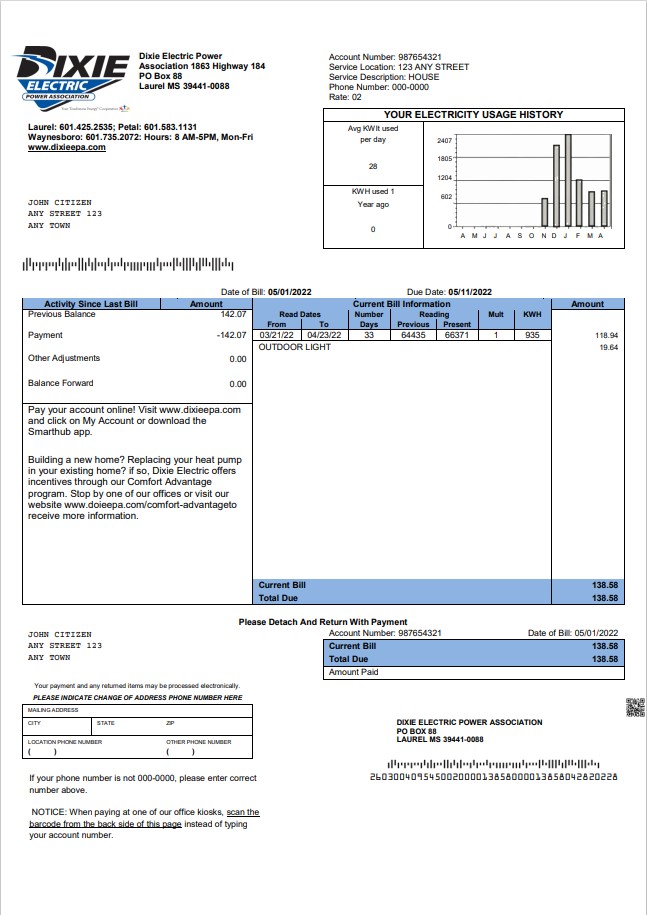 DIXIE
ELECTRIC
POWER ASSOCIATION
Dixie Electric Power
Association 1863 Highway 184
PO Box 88
Laurel MS 39441-0088
Account Number: 987654321
Service Location: 123 ANY STREET
Service Description: HOUSE
Phone Number: 000-0000
Rate: 02
Laurel: 601.425.2535; Petal: 601.583.1131
Waynesboro: 601.735.2072: Hours: 8 AM-5PM, Mon-Fri
www.dixieepa.com
YOUR ELECTRICITY USAGE HISTORY
Avg KWIt used
per day
28
KWH used 1
Year ago
0
2407
1805
1204
602
0
A M J J A S O N D J F M A
JOHN CITIZEN
ANY STREET 123
ANY TOWN
Date of Bill: 05/01/2022 Due Date: 05/11/2022
Activity Since Last Bill Amount
Previous Balance 142.07
Payment -142.07
Other Adjustments 0.00
Balance Forward 0.00
Pay your account online! Visit www.dixieepa.com
and click on My Account or download the
Smarthub app.
Building a new home? Replacing your heat pump
in your existing home? if so, Dixie Electric offers
incentives through our Comfort Advantage
program. Stop by one of our offices or visit our
website www.doieepa.com/comfort-advantageto
receive more information.
Current Bill Information Amount
Read Dates Number Reading Mult KWH
From To Days Previous Present
03/21/22 04/23/22 33 64435 66371 1 935 118.94
OUTDOOR LIGHT 19.64
Current Bill 138.58
Total Due 138.58
Please Detach And Return With Payment
JOHN CITIZEN
ANY STREET 123
ANY TOWN
Account Number: 987654321 Date of Bill: 05/01/2022
Current Bill 138.58
Total Due 138.58
Amount Paid
Your payment and any returned items may be processed electronically.
PLEASE INDICATE CHANGE OF ADDRESS PHONE NUMBER HERE
MAILING ADDRESS
CITY STATE ZIP
LOCATION PHONE NUMBER OTHER PHONE NUMBER
( ) ( )
DIXIE ELECTRIC POWER ASSOCIATION
PO BOX 88
LAUREL MS 39441-0088
If your phone number is not 000-0000, please enter correct
number above.
NOTICE: When paying at one of our office kiosks, scan the
barcode from the back side of this page instead of typing
your account number.